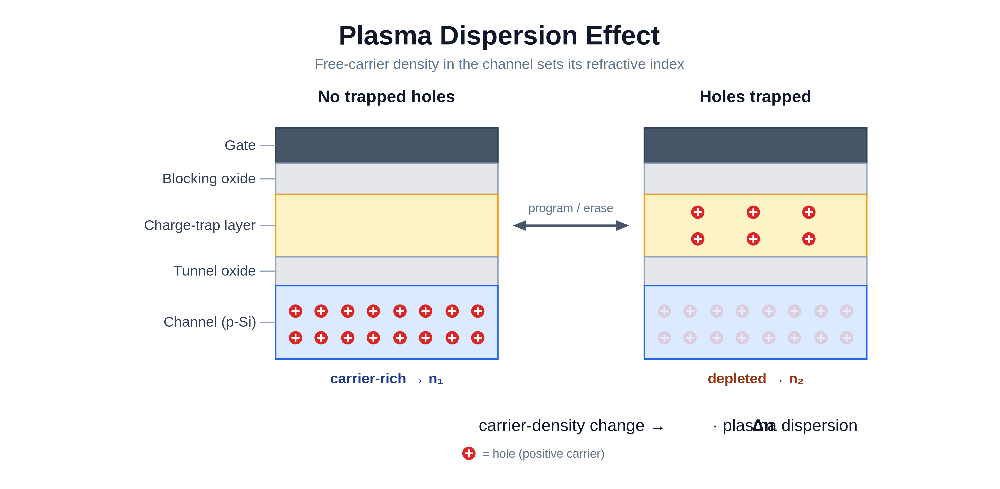 Plasma Dispersion Effect
Free-carrier density in the channel sets its refractive index
No trapped holes
Holes trapped
Gate
Blocking oxide
program / erase
Charge-trap layer
Tunnel oxide
Channel (p-Si)
carrier-rich → n₁
depleted → n₂
carrier-density change → Δn · plasma dispersion
= hole (positive carrier)